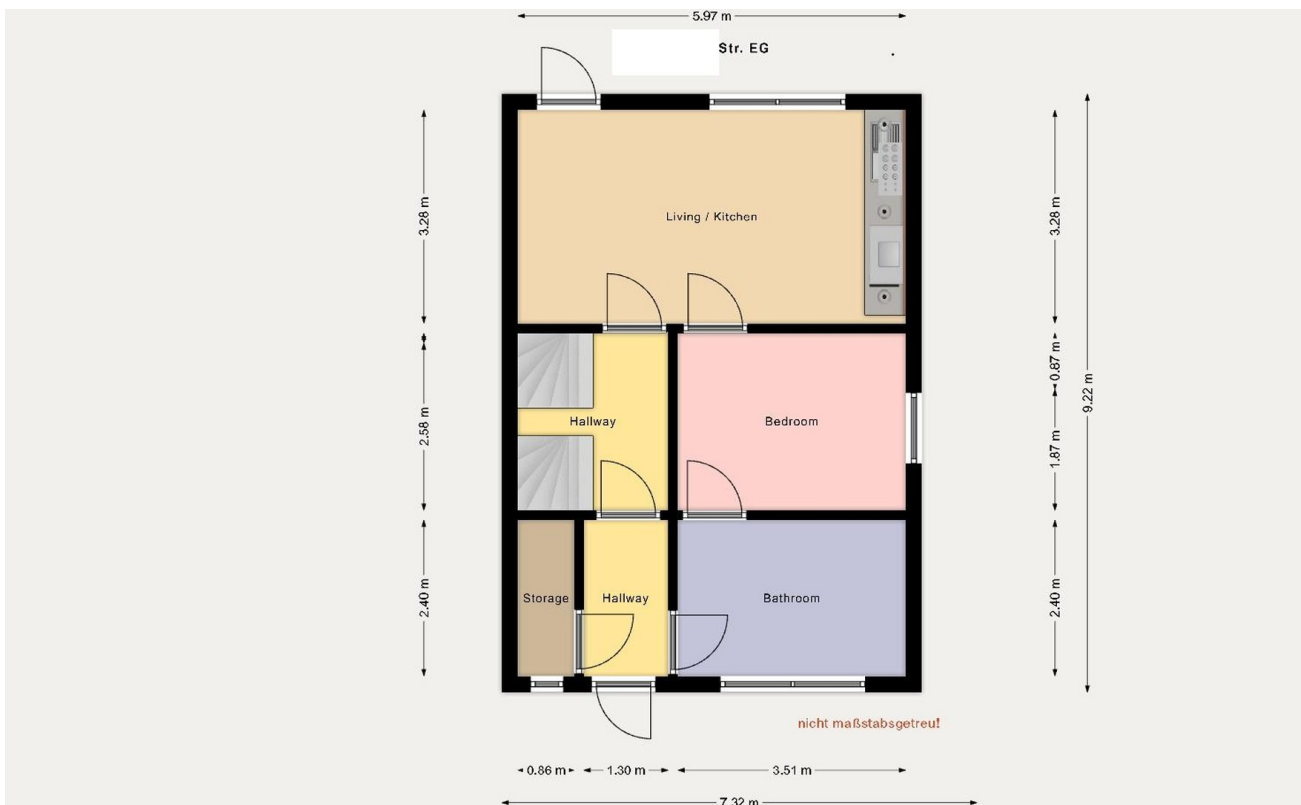 5.97 m
Str. EG
3.28 m
3.28 m
Living / Kitchen
0.87 m
9.22 m
2.58 m
Hallway
Bedroom
1.87 m
2.40 m
Storage
Hallway
Bathroom
2.40 m
nicht maßstabsgetreu!
0.86 m
1.30 m
3.51 m
7.32 m